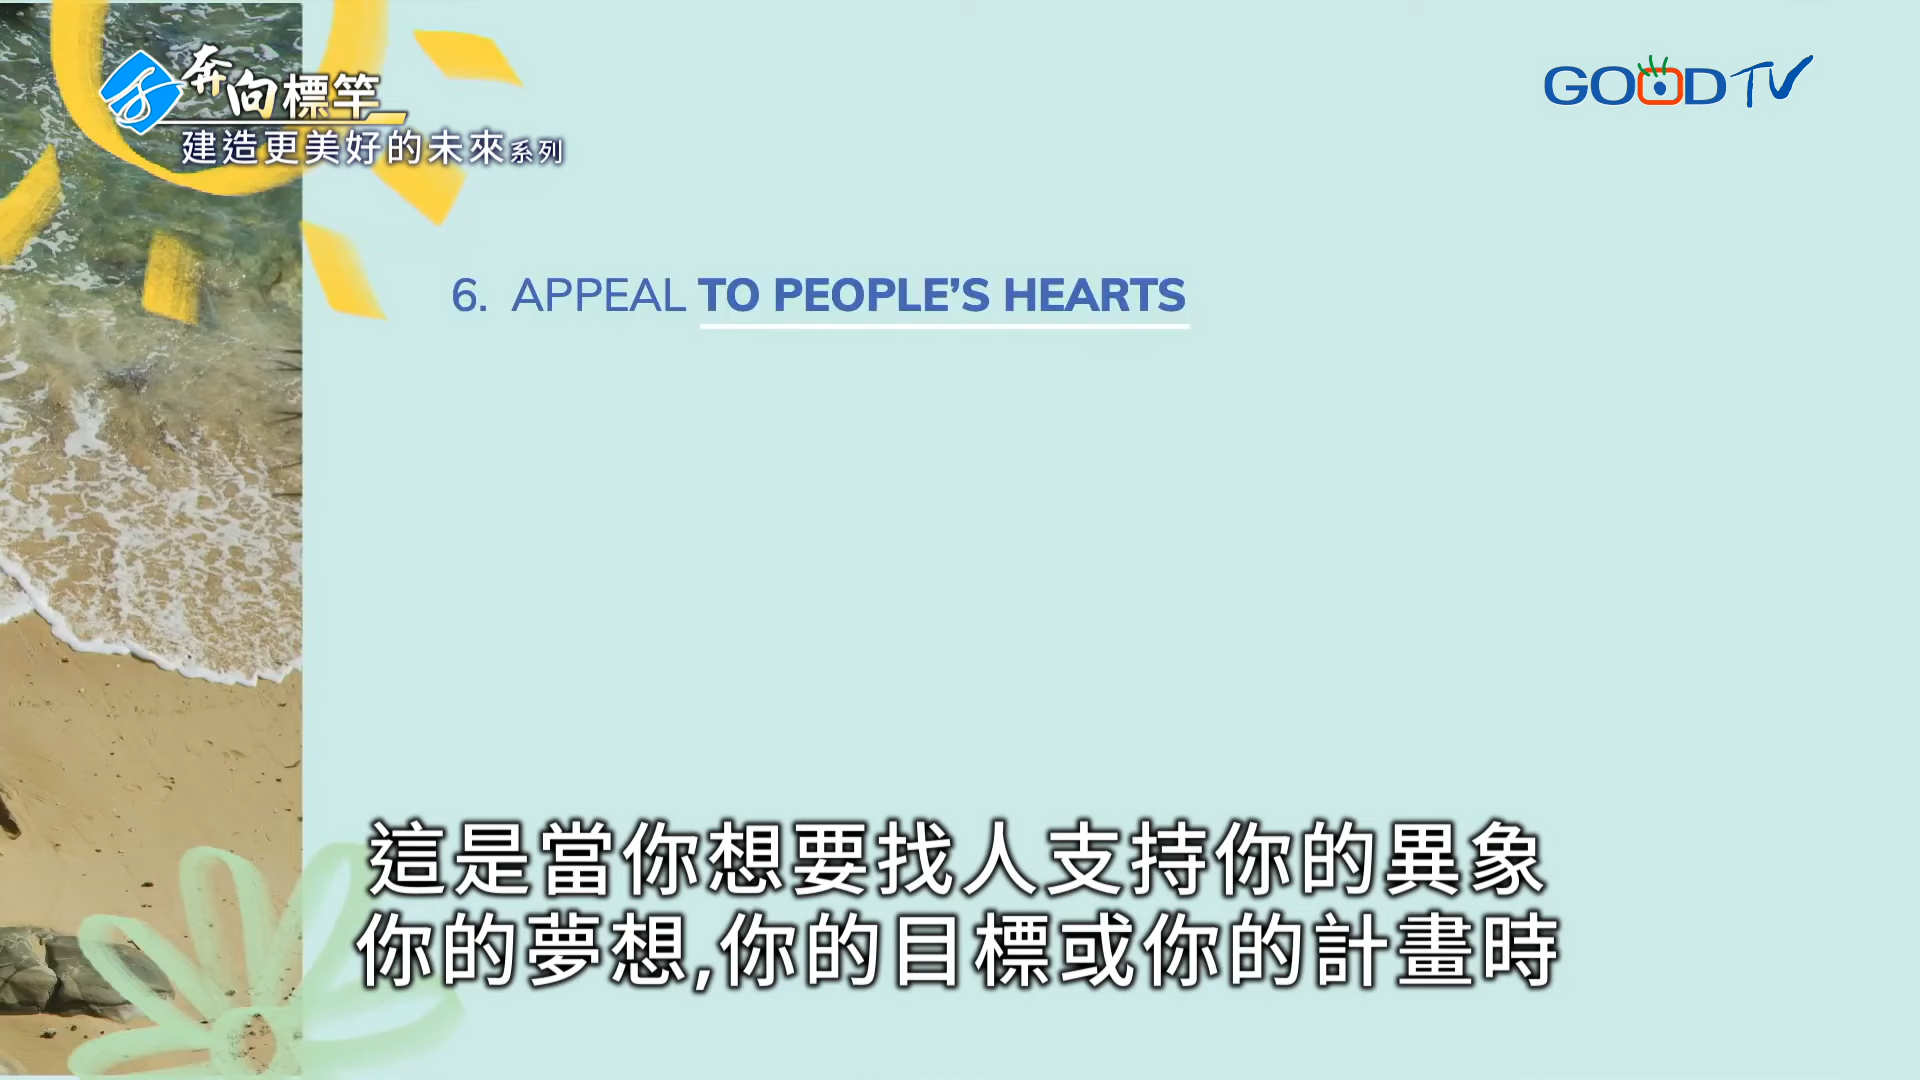 奔向標竿
建造更美好的未來系列
GOOD TV
6. APPEAL TO PEOPLE'S HEARTS
這是當你想要找人支持你的異象
你的夢想,你的目標或你的計畫時